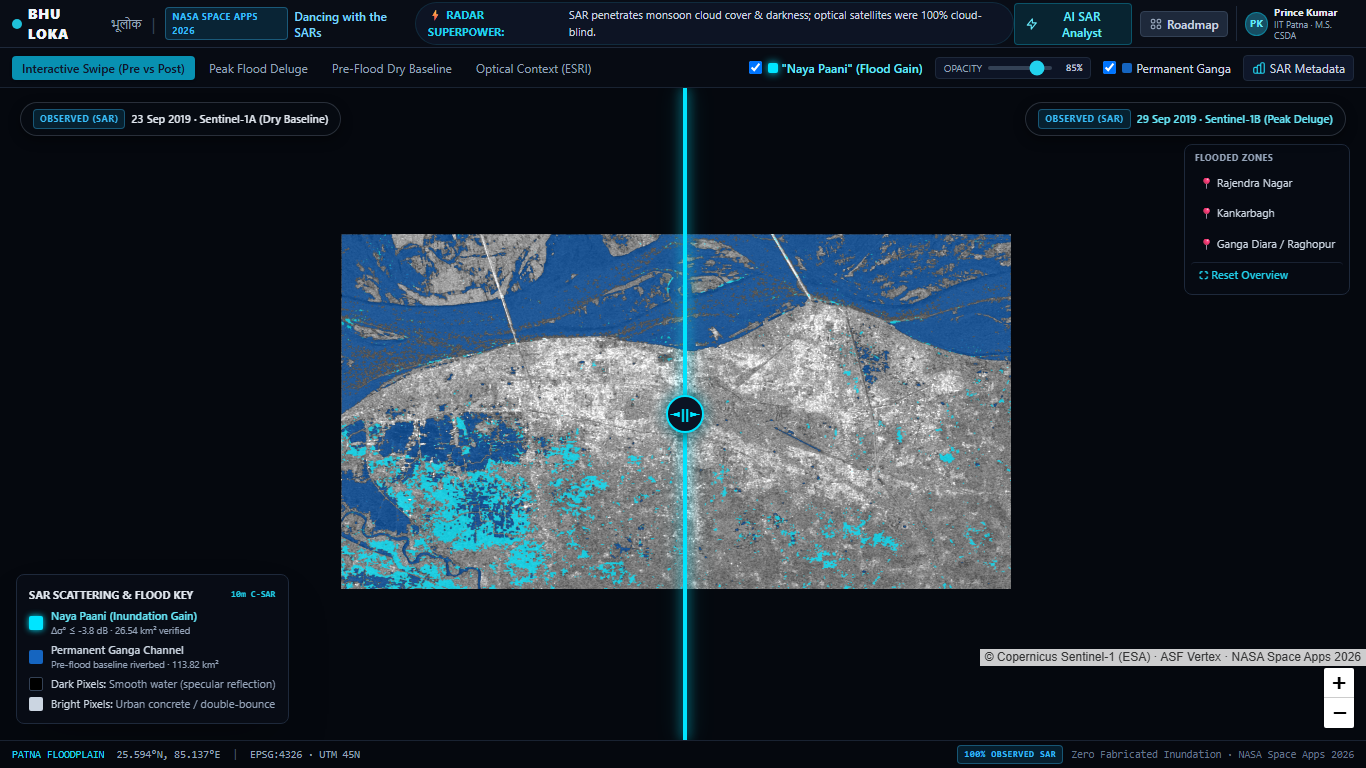 BHU
LOKA
भूलोक
NASA SPACE APPS
2026
Dancing with the
SARs
RADAR
SUPERPOWER:
SAR penetrates monsoon cloud cover & darkness; optical satellites were 100% cloud-
blind.
AI SAR
Analyst
Roadmap
PK
Prince Kumar
IIT Patna · M.S.
CSDA
Interactive Swipe (Pre vs Post)
Peak Flood Deluge
Pre-Flood Dry Baseline
Optical Context (ESRI)
"Naya Paani" (Flood Gain)
OPACITY
85%
Permanent Ganga
SAR Metadata
OBSERVED (SAR)
23 Sep 2019 · Sentinel-1A (Dry Baseline)
OBSERVED (SAR)
29 Sep 2019 · Sentinel-1B (Peak Deluge)
FLOODED ZONES
Rajendra Nagar
Kankarbagh
Ganga Diara / Raghopur
Reset Overview
SAR SCATTERING & FLOOD KEY
10m C-SAR
Naya Paani (Inundation Gain)
Δσ° ≤ -3.8 dB · 26.54 km² verified
Permanent Ganga Channel
Pre-flood baseline riverbed · 113.82 km²
Dark Pixels: Smooth water (specular reflection)
Bright Pixels: Urban concrete / double-bounce
© Copernicus Sentinel-1 (ESA) · ASF Vertex · NASA Space Apps 2026
+
−
PATNA FLOODPLAIN 25.594°N, 85.137°E | EPSG:4326 · UTM 45N
100% OBSERVED SAR
Zero Fabricated Inundation · NASA Space Apps 2026